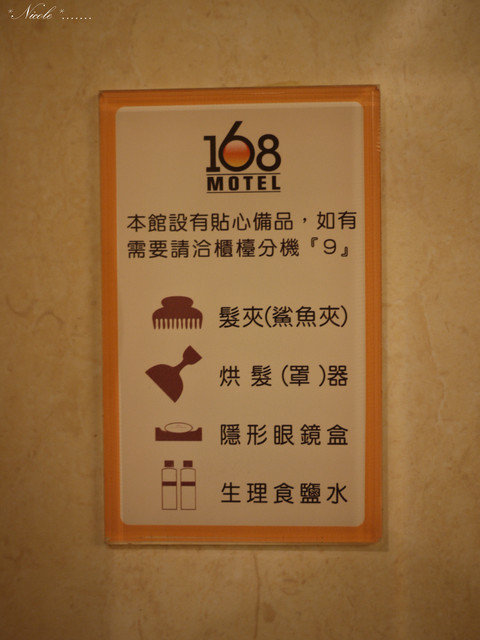 *Nicole*.......
168
MOTEL
本館設有貼心備品，如有
需要請洽櫃檯分機『9』
髮夾(鯊魚夾)
烘髮(罩)器
隱形眼鏡盒
生理食鹽水